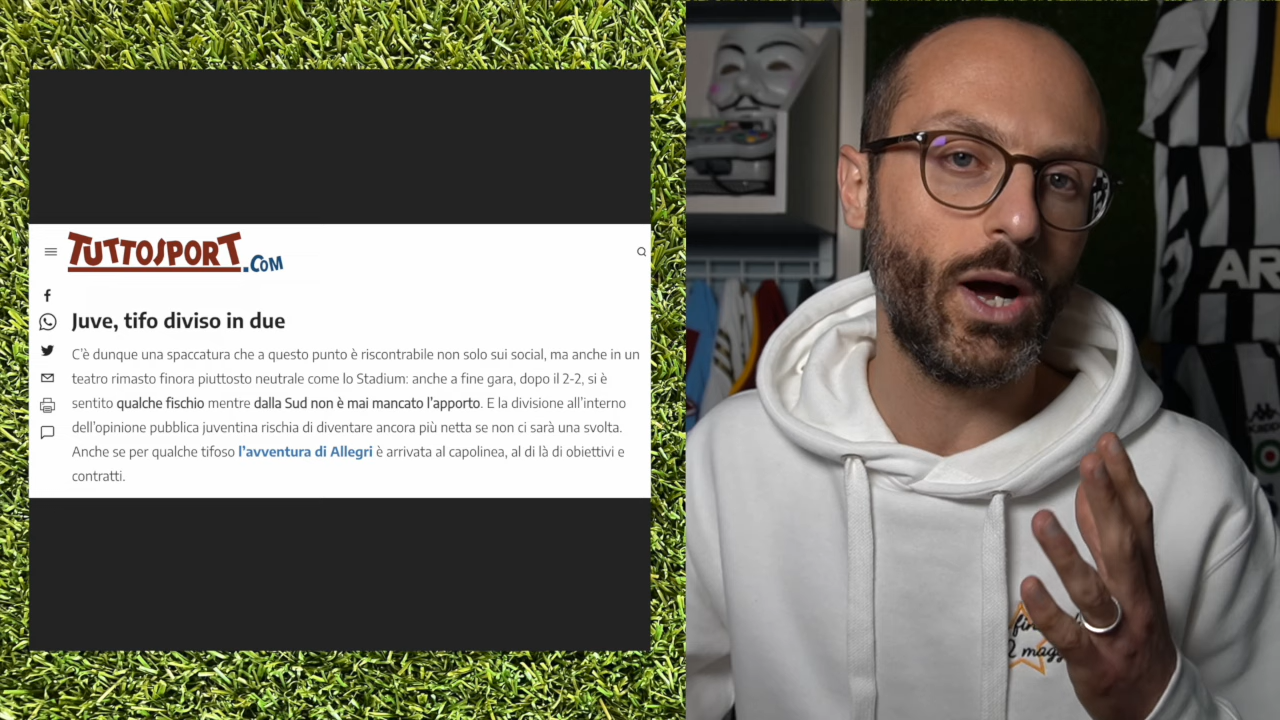 TUTTOSPORT.COM
Juve, tifo diviso in due
C'è dunque una spaccatura che a questo punto è riscontrabile non solo sui social, ma anche in un
teatro rimasto finora piuttosto neutrale come lo Stadium: anche a fine gara, dopo il 2-2, si è
sentito qualche fischio mentre dalla Sud non è mai mancato l'apporto. E la divisione all'interno
dell'opinione pubblica juventina rischia di diventare ancora più netta se non ci sarà una svolta.
Anche se per qualche tifoso l'avventura di Allegri è arrivata al capolinea, al di là di obiettivi e
contratti.
AR